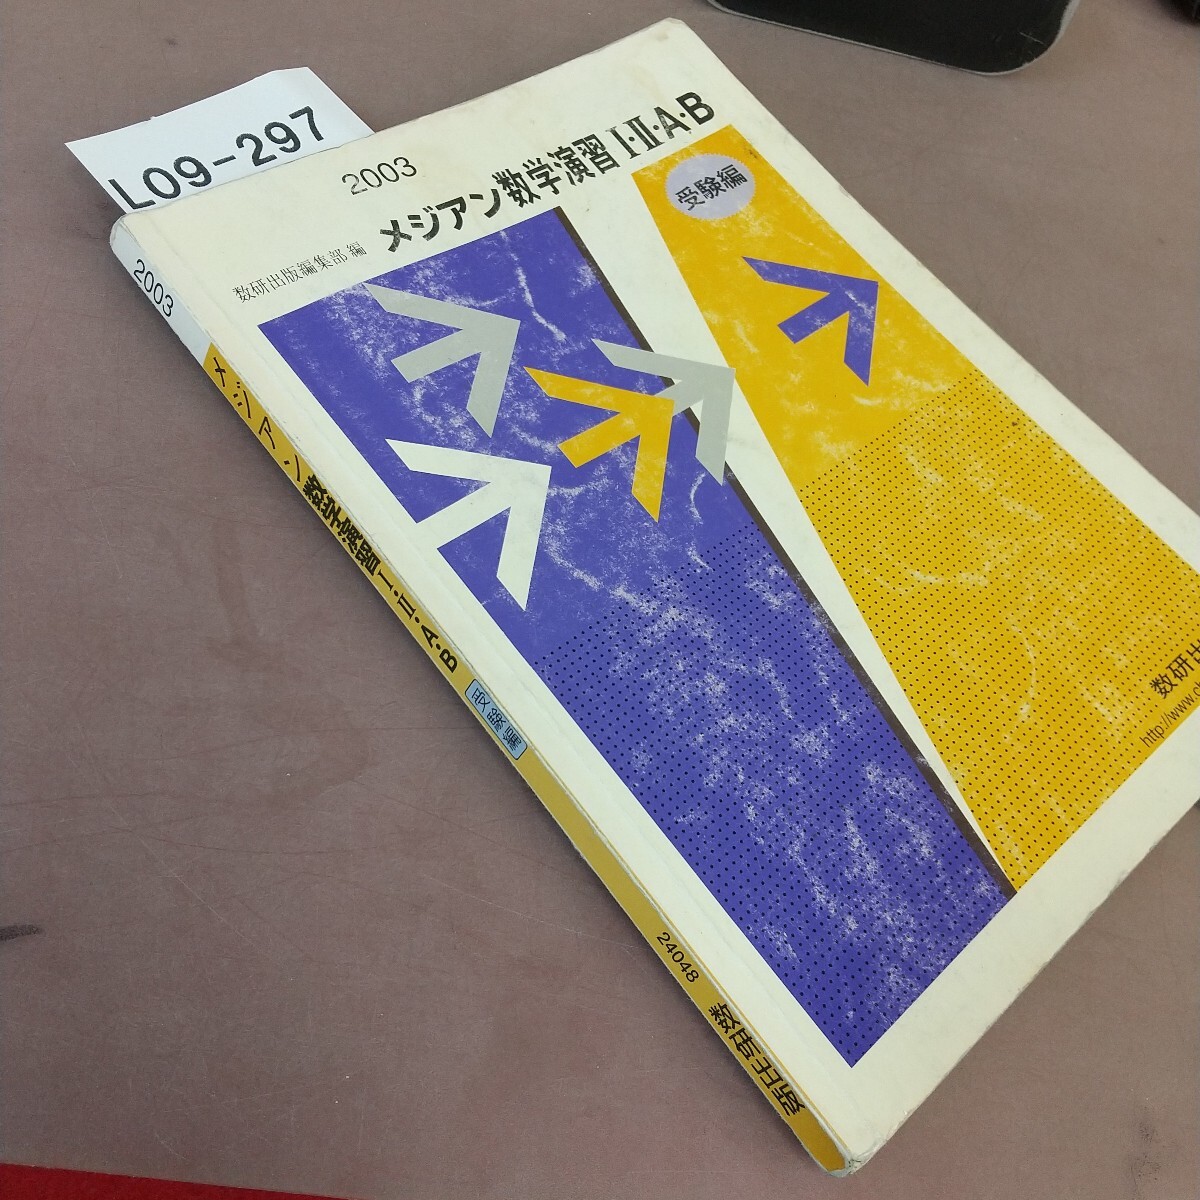 L09-297
2003
メジアン数学演習Ⅰ・Ⅱ・A・B
受験編
数研出版編集部 編
数研出
http://www.
2003
メジアン数学演習Ⅰ・Ⅱ・A・B
受験編
24048
数研出版